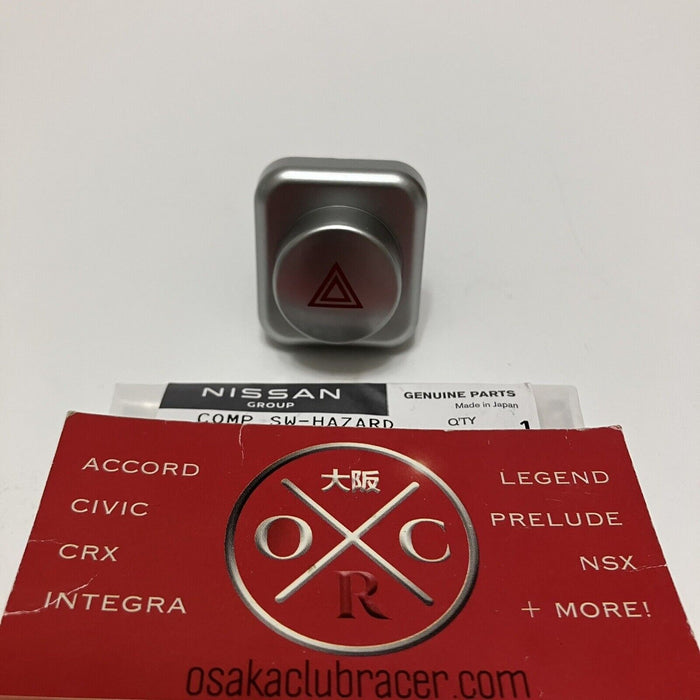 NISSAN
GROUP
GENUINE PARTS
Made in Japan
COMP SW-HAZARD
Q'TY
1
ACCORD
CIVIC
CRX
INTEGRA
大阪
O C
R
LEGEND
PRELUDE
NSX
+ MORE!
osakaclubracer.com